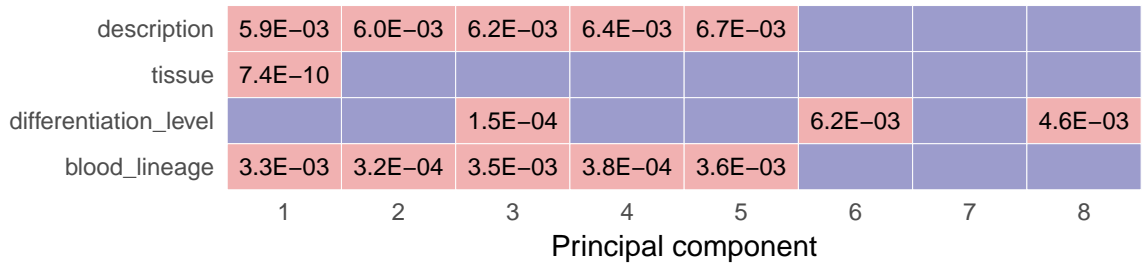 description 5.9E−03 6.0E−03 6.2E−03 6.4E−03 6.7E−03
tissue 7.4E−10
differentiation_level 1.5E−04 6.2E−03 4.6E−03
blood_lineage 3.3E−03 3.2E−04 3.5E−03 3.8E−04 3.6E−03
1 2 3 4 5 6 7 8
Principal component